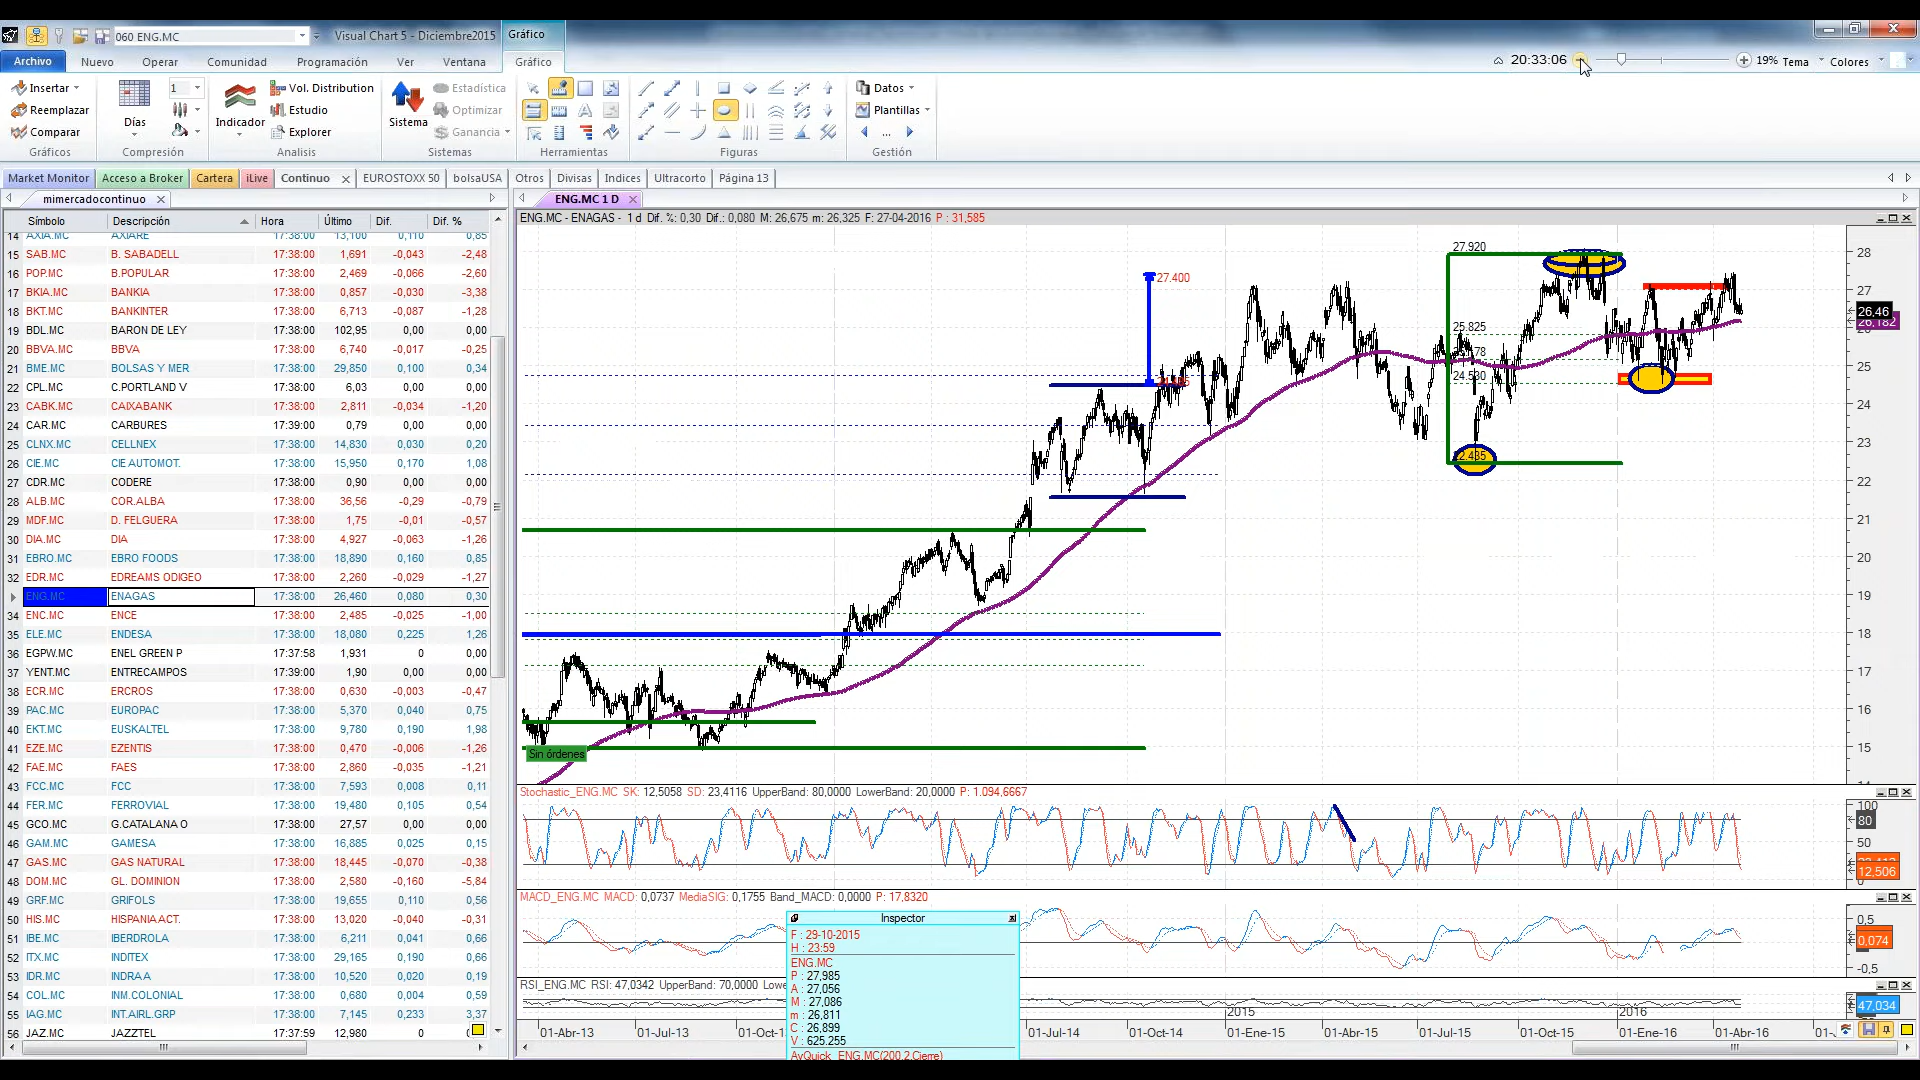 060 ENG.MC
Visual Chart 5 - Diciembre2015
Gráfico
Archivo Nuevo Operar Comunidad Programación Ver Ventana Gráfico
20:33:06 19% Tema Colores
Insertar
Reemplazar
Comparar
Gráficos
Días
1
Compresión
Indicador
Vol. Distribution
Estudio
Explorer
Analisis
Sistema
Estadística
Optimizar
Ganancia
Sistemas
Herramientas
Figuras
Datos
Plantillas
...
Gestión
Market Monitor Acceso a Broker Cartera iLive Continuo EUROSTOXX 50 bolsaUSA Otros Divisas Indices Ultracorto Página 13
mimercadocontinuo
Símbolo Descripción Hora Último Dif. Dif. %
14 AXIA.MC AXIARE 17:38:00 13,100 0,110 0,85
15 SAB.MC B. SABADELL 17:38:00 1,691 -0,043 -2,48
16 POP.MC B.POPULAR 17:38:00 2,469 -0,066 -2,60
17 BKIA.MC BANKIA 17:38:00 0,857 -0,030 -3,38
18 BKT.MC BANKINTER 17:38:00 6,713 -0,087 -1,28
19 BDL.MC BARON DE LEY 17:38:00 102,95 0,00 0,00
20 BBVA.MC BBVA 17:38:00 6,740 -0,017 -0,25
21 BME.MC BOLSAS Y MER 17:38:00 29,850 0,100 0,34
22 CPL.MC C.PORTLAND V 17:38:00 6,03 0,00 0,00
23 CABK.MC CAIXABANK 17:38:00 2,811 -0,034 -1,20
24 CAR.MC CARBURES 17:39:00 0,79 0,00 0,00
25 CLNX.MC CELLNEX 17:38:00 14,830 0,030 0,20
26 CIE.MC CIE AUTOMOT. 17:38:00 15,950 0,170 1,08
27 CDR.MC CODERE 17:38:00 0,90 0,00 0,00
28 ALB.MC COR.ALBA 17:38:00 36,56 -0,29 -0,79
29 MDF.MC D. FELGUERA 17:38:00 1,75 -0,01 -0,57
30 DIA.MC DIA 17:38:00 4,927 -0,063 -1,26
31 EBRO.MC EBRO FOODS 17:38:00 18,890 0,160 0,85
32 EDR.MC EDREAMS ODIGEO 17:38:00 2,260 -0,029 -1,27
ENG.MC ENAGAS 17:38:00 26,460 0,080 0,30
34 ENC.MC ENCE 17:38:00 2,485 -0,025 -1,00
35 ELE.MC ENDESA 17:38:00 18,080 0,225 1,26
36 EGPW.MC ENEL GREEN P 17:37:58 1,931 0 0,00
37 YENT.MC ENTRECAMPOS 17:39:00 1,90 0,00 0,00
38 ECR.MC ERCROS 17:38:00 0,630 -0,003 -0,47
39 PAC.MC EUROPAC 17:38:00 5,370 0,040 0,75
40 EKT.MC EUSKALTEL 17:38:00 9,780 0,190 1,98
41 EZE.MC EZENTIS 17:38:00 0,470 -0,006 -1,26
42 FAE.MC FAES 17:38:00 2,860 -0,035 -1,21
43 FCC.MC FCC 17:38:00 7,593 0,008 0,11
44 FER.MC FERROVIAL 17:38:00 19,480 0,105 0,54
45 GCO.MC G.CATALANA O 17:38:00 27,57 0,00 0,00
46 GAM.MC GAMESA 17:38:00 16,885 0,025 0,15
47 GAS.MC GAS NATURAL 17:38:00 18,445 -0,070 -0,38
48 DOM.MC GL. DOMINION 17:38:00 2,580 -0,160 -5,84
49 GRF.MC GRIFOLS 17:38:00 19,655 0,110 0,56
50 HIS.MC HISPANIA ACT. 17:38:00 13,020 -0,040 -0,31
51 IBE.MC IBERDROLA 17:38:00 6,211 0,041 0,66
52 ITX.MC INDITEX 17:38:00 29,165 0,190 0,66
53 IDR.MC INDRA A 17:38:00 10,520 0,020 0,19
54 COL.MC INM.COLONIAL 17:38:00 0,680 0,004 0,59
55 IAG.MC INT.AIRL.GRP 17:38:00 7,145 0,233 3,37
56 JAZ.MC JAZZTEL 17:37:59 12,980 0
ENG.MC 1 D
ENG.MC - ENAGAS - 1 d Dif. %: 0,30 Dif.: 0,080 M: 26,675 m: 26,325 F: 27-04-2016 P : 31,585
27.400
27.920
25.825
24.530
22.435
28
27
26,46
26,182
25
24
23
22
21
20
19
18
17
16
15
Sin órdenes
Stochastic_ENG.MC SK: 12,5058 SD: 23,4116 UpperBand: 80,0000 LowerBand: 20,0000 P: 1.094,6667
100
80
50
12,506
0
MACD_ENG.MC MACD: 0,0737 MediaSIG: 0,1755 Band_MACD: 0,0000 P: 17,8320
0,5
0,074
-0,5
Inspector
F : 29-10-2015
H : 23:59
ENG.MC
P : 27,985
A : 27,056
M : 27,086
m : 26,811
C : 26,899
V : 625.255
AvQuick_ENG.MC(200,2,Cierre)
RSI_ENG.MC RSI: 47,0342 UpperBand: 70,0000
47,034
2015 2016
01-Abr-13 01-Jul-13 01-Oct-13 01-Jul-14 01-Oct-14 01-Ene-15 01-Abr-15 01-Jul-15 01-Oct-15 01-Ene-16 01-Abr-16